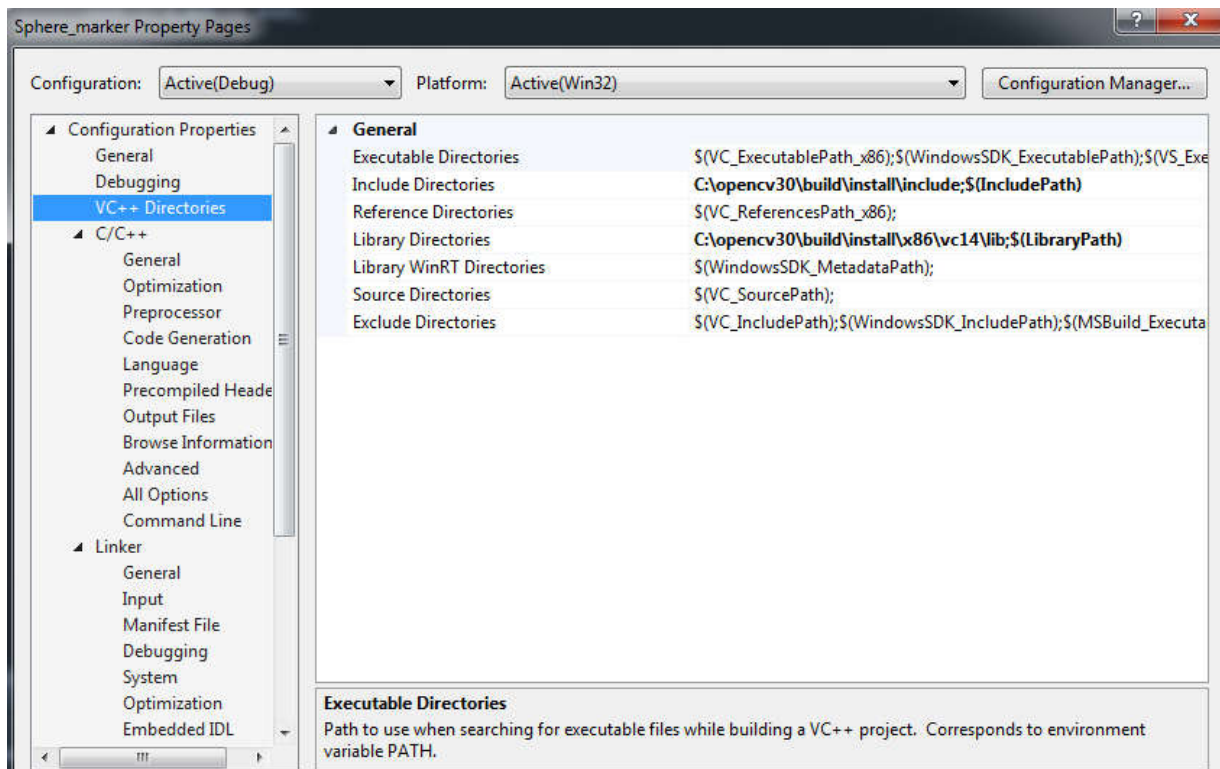 Sphere_marker Property Pages
Configuration: Active(Debug) Platform: Active(Win32) Configuration Manager...
Configuration Properties
General
Debugging
VC++ Directories
C/C++
General
Optimization
Preprocessor
Code Generation
Language
Precompiled Heade
Output Files
Browse Information
Advanced
All Options
Command Line
Linker
General
Input
Manifest File
Debugging
System
Optimization
Embedded IDL
General
Executable Directories $(VC_ExecutablePath_x86);$(WindowsSDK_ExecutablePath);$(VS_Exe
Include Directories C:\opencv30\build\install\include;$(IncludePath)
Reference Directories $(VC_ReferencesPath_x86);
Library Directories C:\opencv30\build\install\x86\vc14\lib;$(LibraryPath)
Library WinRT Directories $(WindowsSDK_MetadataPath);
Source Directories $(VC_SourcePath);
Exclude Directories $(VC_IncludePath);$(WindowsSDK_IncludePath);$(MSBuild_Executa
Executable Directories
Path to use when searching for executable files while building a VC++ project. Corresponds to environment
variable PATH.